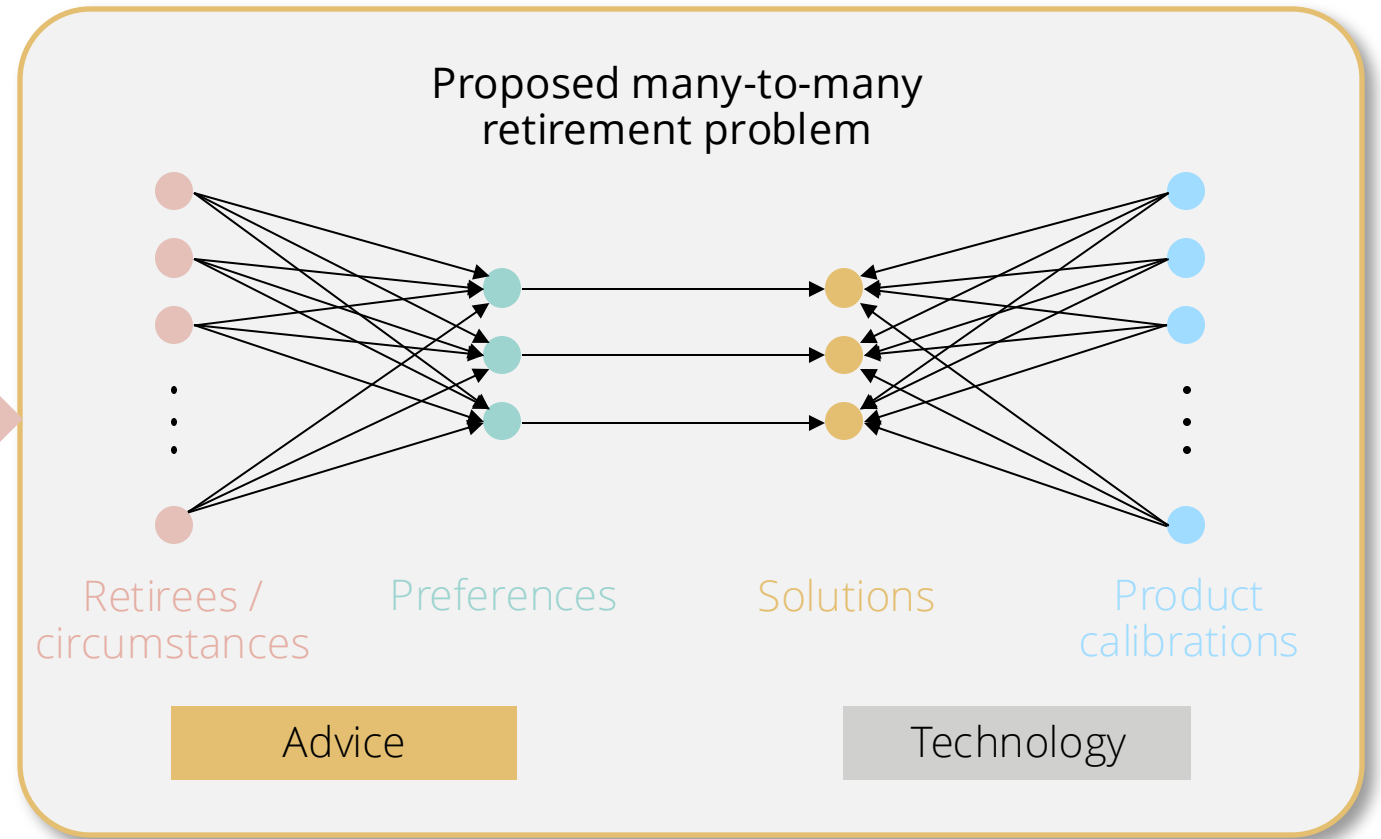 Proposed many-to-many
retirement problem
Retirees /
circumstances
Preferences
Solutions
Product
calibrations
Advice
Technology